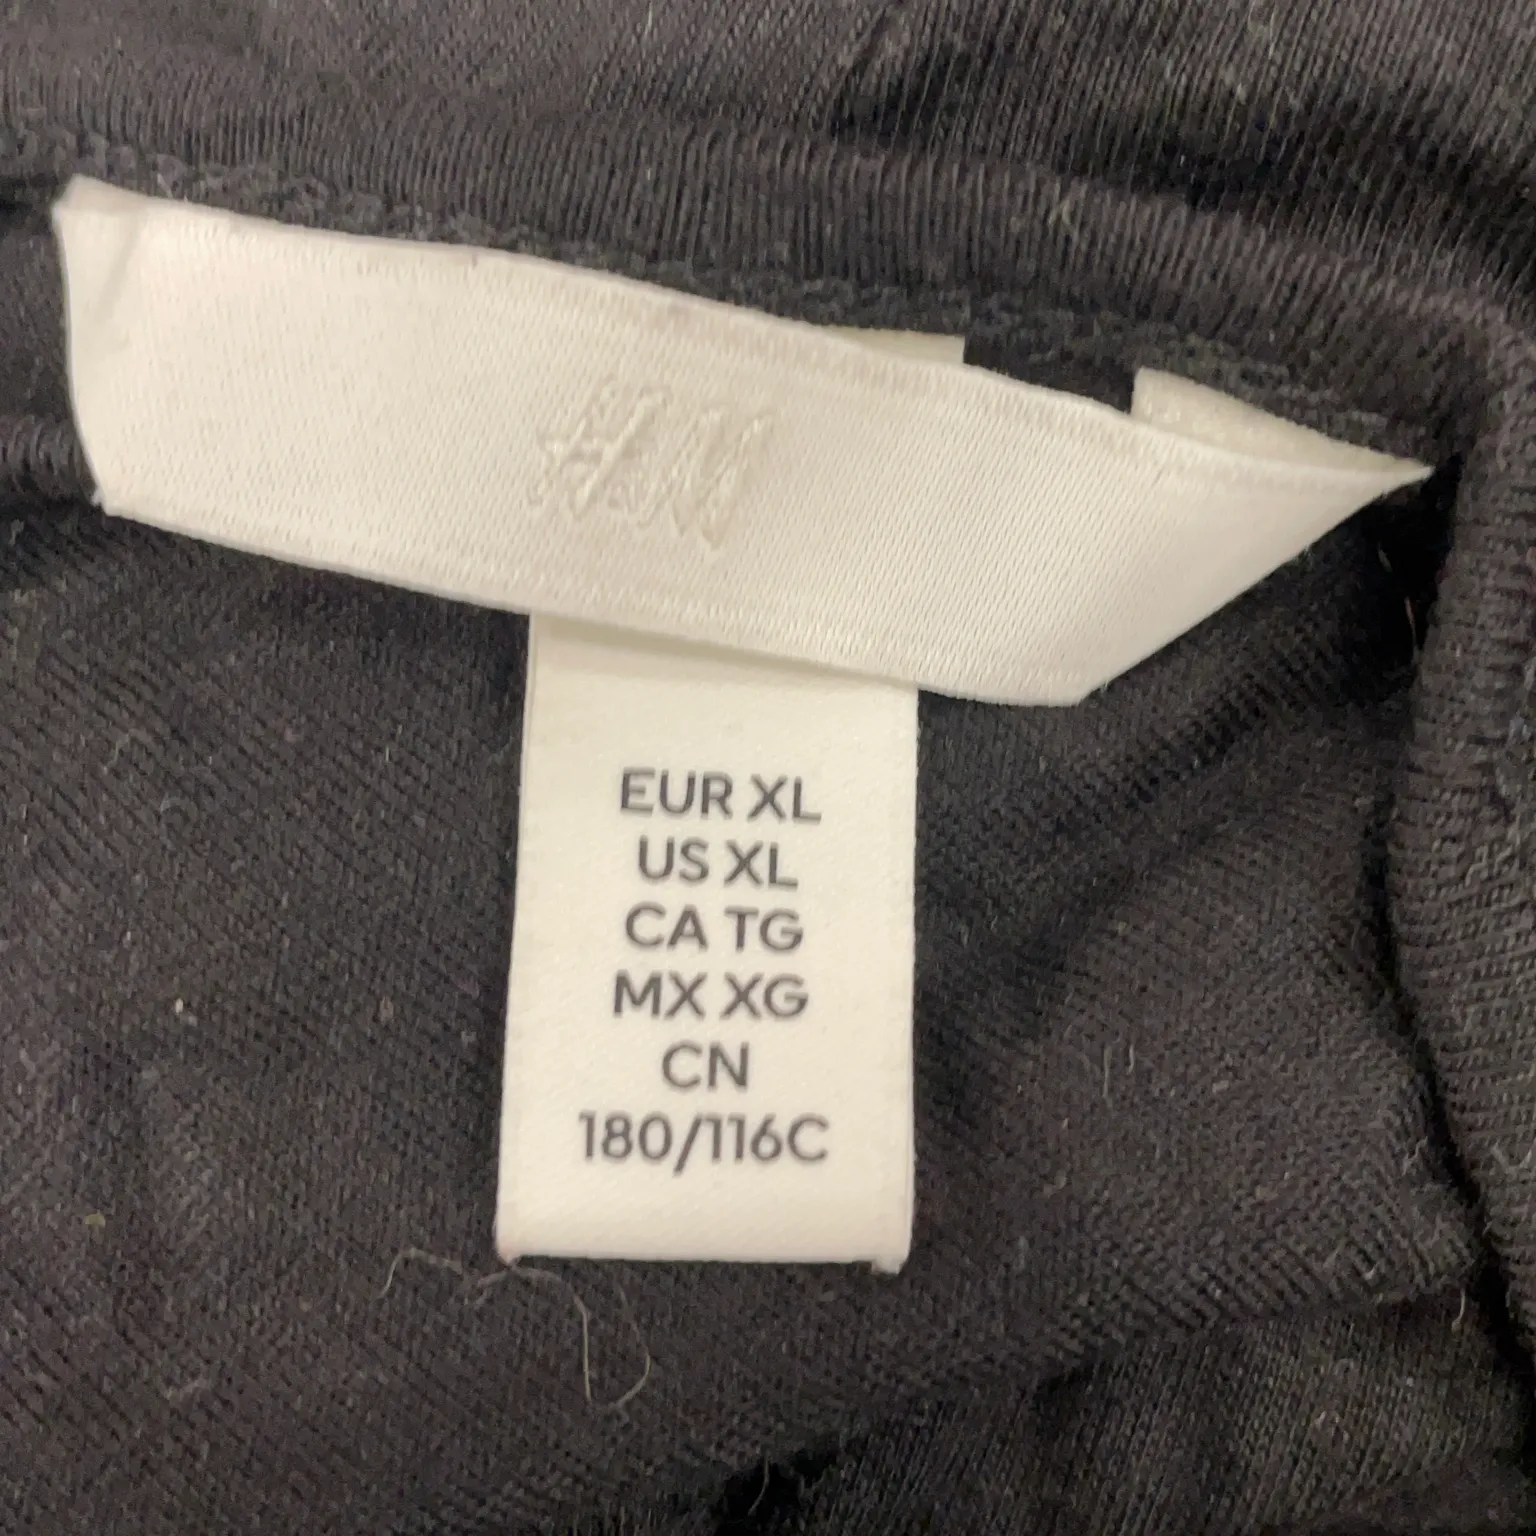 H&M
EUR XL
US XL
CA TG
MX XG
CN
180/116C